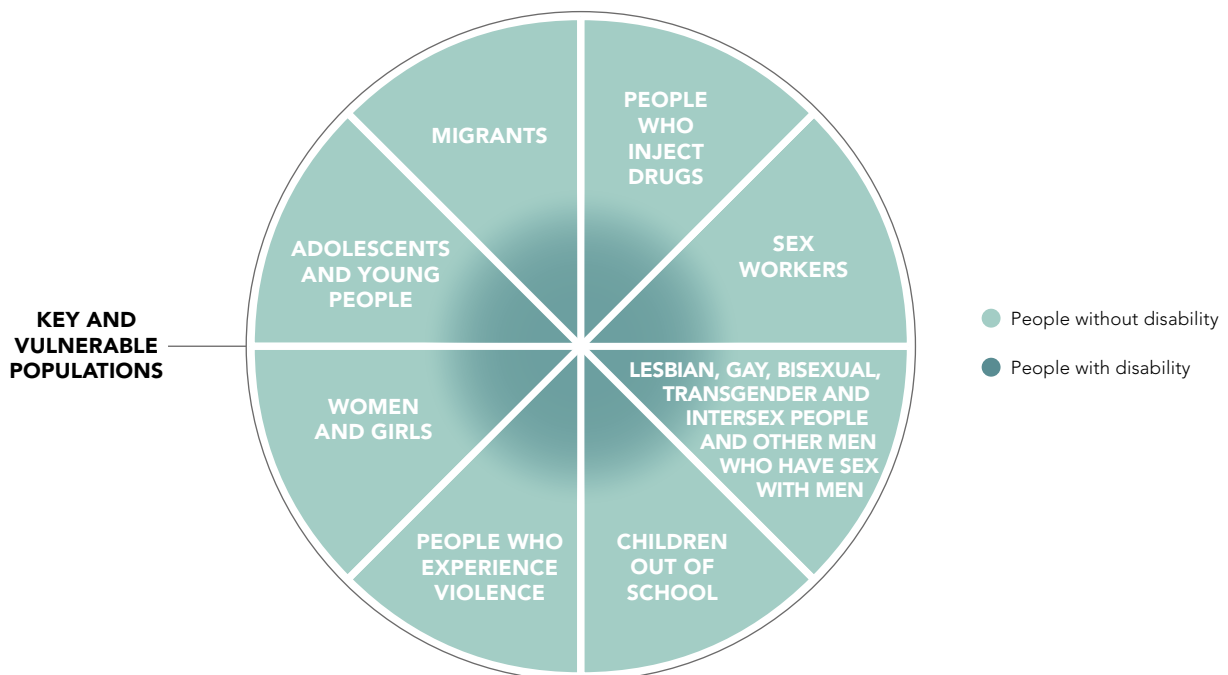 PEOPLE
WHO
INJECT
DRUGS
MIGRANTS
SEX
WORKERS
ADOLESCENTS
AND YOUNG
PEOPLE
KEY AND
VULNERABLE
POPULATIONS
People without disability
People with disability
LESBIAN, GAY, BISEXUAL,
TRANSGENDER AND
INTERSEX PEOPLE
AND OTHER MEN
WHO HAVE SEX
WITH MEN
WOMEN
AND GIRLS
PEOPLE WHO
EXPERIENCE
VIOLENCE
CHILDREN
OUT OF
SCHOOL